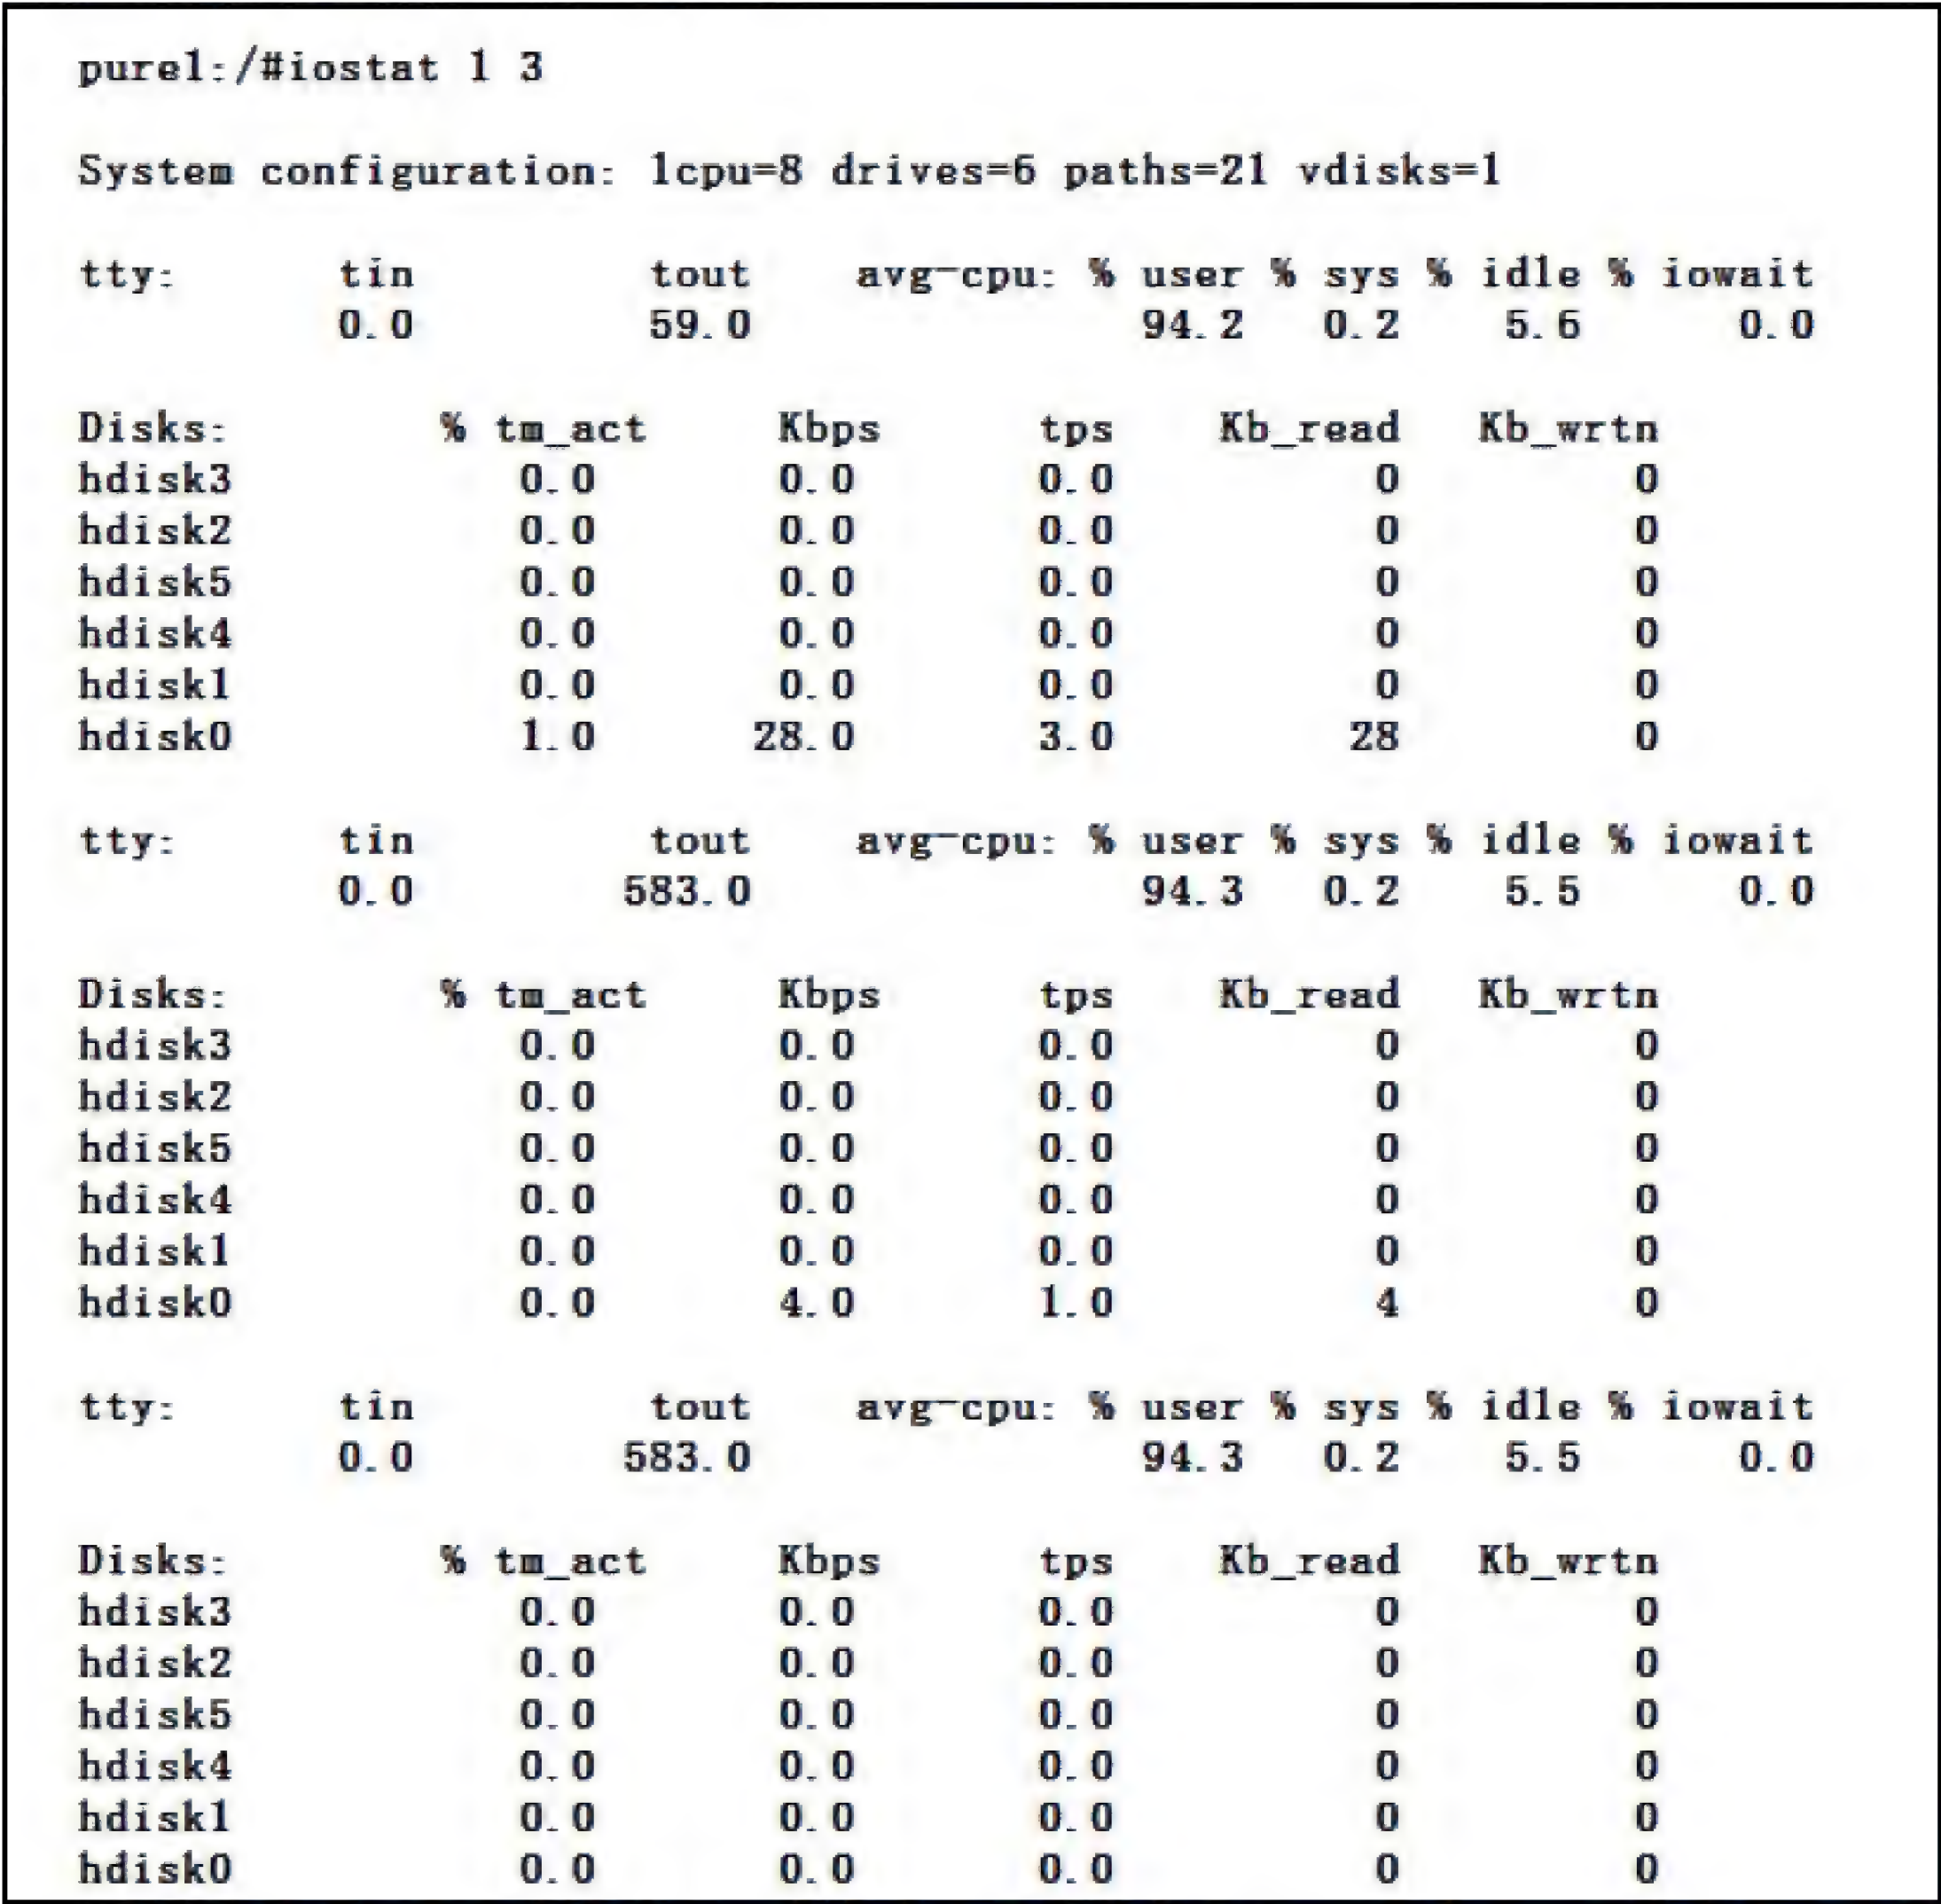 purel:/#iostat 1 3
System configuration: lcpu=8 drives=6 paths=21 vdisks=1
tty: tin tout avg-cpu: % user % sys % idle % iowait
0.0 59.0 94.2 0.2 5.6 0.0
Disks: % tm_act Kbps tps Kb_read Kb_wrtn
hdisk3 0.0 0.0 0.0 0 0
hdisk2 0.0 0.0 0.0 0 0
hdisk5 0.0 0.0 0.0 0 0
hdisk4 0.0 0.0 0.0 0 0
hdisk1 0.0 0.0 0.0 0 0
hdisk0 1.0 28.0 3.0 28 0
tty: tin tout avg-cpu: % user % sys % idle % iowait
0.0 583.0 94.3 0.2 5.5 0.0
Disks: % tm_act Kbps tps Kb_read Kb_wrtn
hdisk3 0.0 0.0 0.0 0 0
hdisk2 0.0 0.0 0.0 0 0
hdisk5 0.0 0.0 0.0 0 0
hdisk4 0.0 0.0 0.0 0 0
hdisk1 0.0 0.0 0.0 0 0
hdisk0 0.0 4.0 1.0 4 0
tty: tin tout avg-cpu: % user % sys % idle % iowait
0.0 583.0 94.3 0.2 5.5 0.0
Disks: % tm_act Kbps tps Kb_read Kb_wrtn
hdisk3 0.0 0.0 0.0 0 0
hdisk2 0.0 0.0 0.0 0 0
hdisk5 0.0 0.0 0.0 0 0
hdisk4 0.0 0.0 0.0 0 0
hdisk1 0.0 0.0 0.0 0 0
hdisk0 0.0 0.0 0.0 0 0